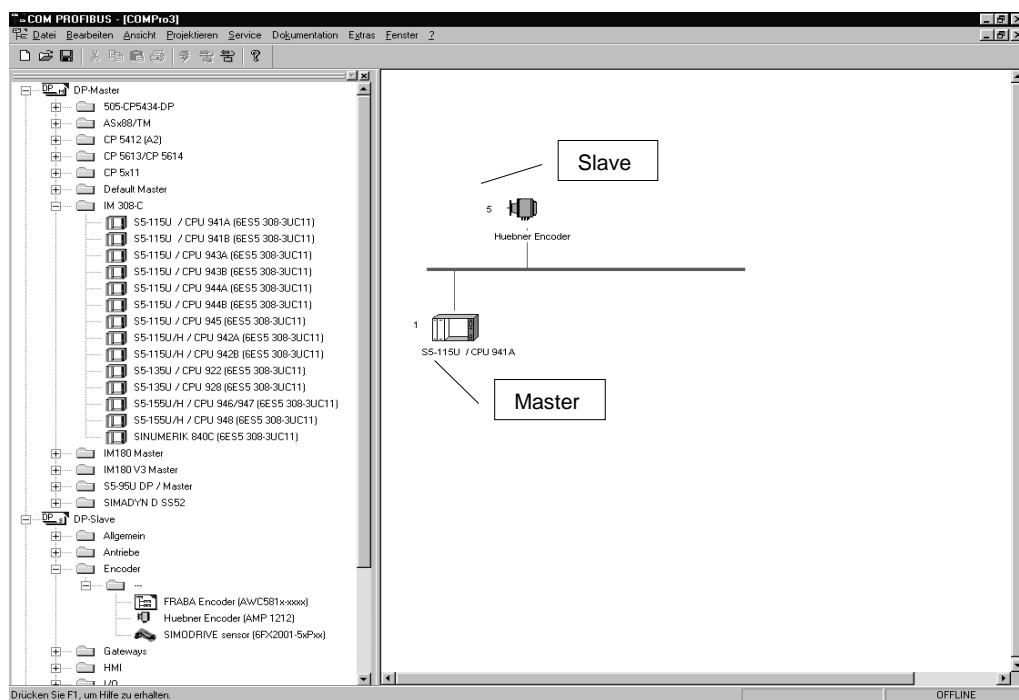 COM PROFIBUS - [COMPro3]
Datei Bearbeiten Ansicht Projektieren Service Dokumentation Extras Fenster ?
DP-Master
505-CP5434-DP
ASx88/TM
CP 5412 (A2)
CP 5613/CP 5614
CP 5x11
Default Master
IM 308-C
S5-115U / CPU 941A (6ES5 308-3UC11)
S5-115U / CPU 941B (6ES5 308-3UC11)
S5-115U / CPU 943A (6ES5 308-3UC11)
S5-115U / CPU 943B (6ES5 308-3UC11)
S5-115U / CPU 944A (6ES5 308-3UC11)
S5-115U / CPU 944B (6ES5 308-3UC11)
S5-115U / CPU 945 (6ES5 308-3UC11)
S5-115U/H / CPU 942A (6ES5 308-3UC11)
S5-115U/H / CPU 942B (6ES5 308-3UC11)
S5-135U / CPU 922 (6ES5 308-3UC11)
S5-135U / CPU 928 (6ES5 308-3UC11)
S5-155U/H / CPU 946/947 (6ES5 308-3UC11)
S5-155U/H / CPU 948 (6ES5 308-3UC11)
SINUMERIK 840C (6ES5 308-3UC11)
IM180 Master
IM180 V3 Master
S5-95U DP / Master
SIMADYN D SS52
DP-Slave
Allgemein
Antriebe
Encoder
...
FRABA Encoder (AWC581x-xxxx)
Huebner Encoder (AMP 1212)
SIMODRIVE sensor (6FX2001-5xPxx)
Gateways
HMI
I/O
Slave
5
Huebner Encoder
1
S5-115U / CPU 941A
Master
Drücken Sie F1, um Hilfe zu erhalten.
OFFLINE